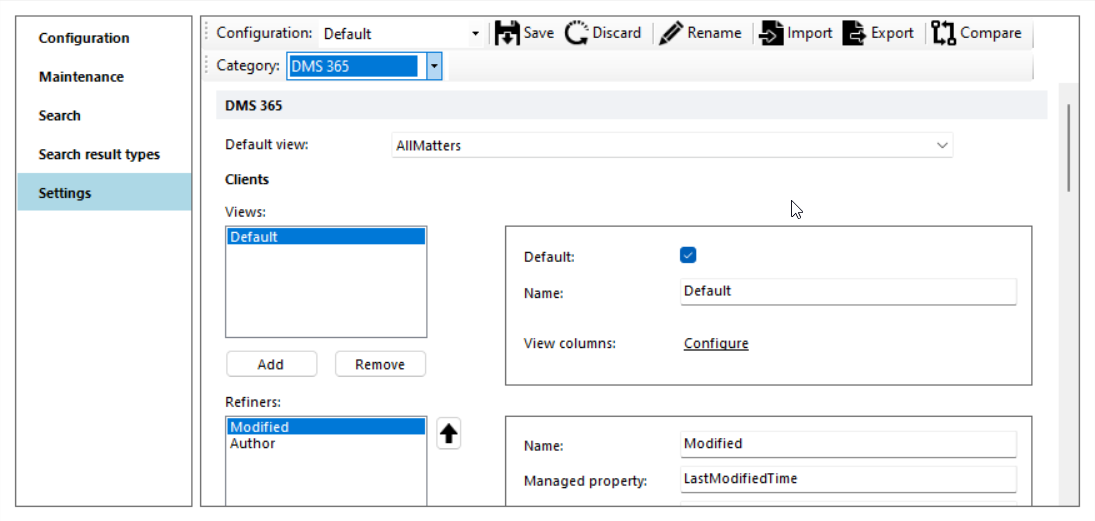 Configuration
Maintenance
Search
Search result types
Settings
Configuration: Default Save Discard Rename Import Export Compare
Category: DMS 365
DMS 365
Default view: AllMatters
Clients
Views:
Default
Default:
Name: Default
View columns: Configure
Add Remove
Refiners:
Modified
Author
Name: Modified
Managed property: LastModifiedTime